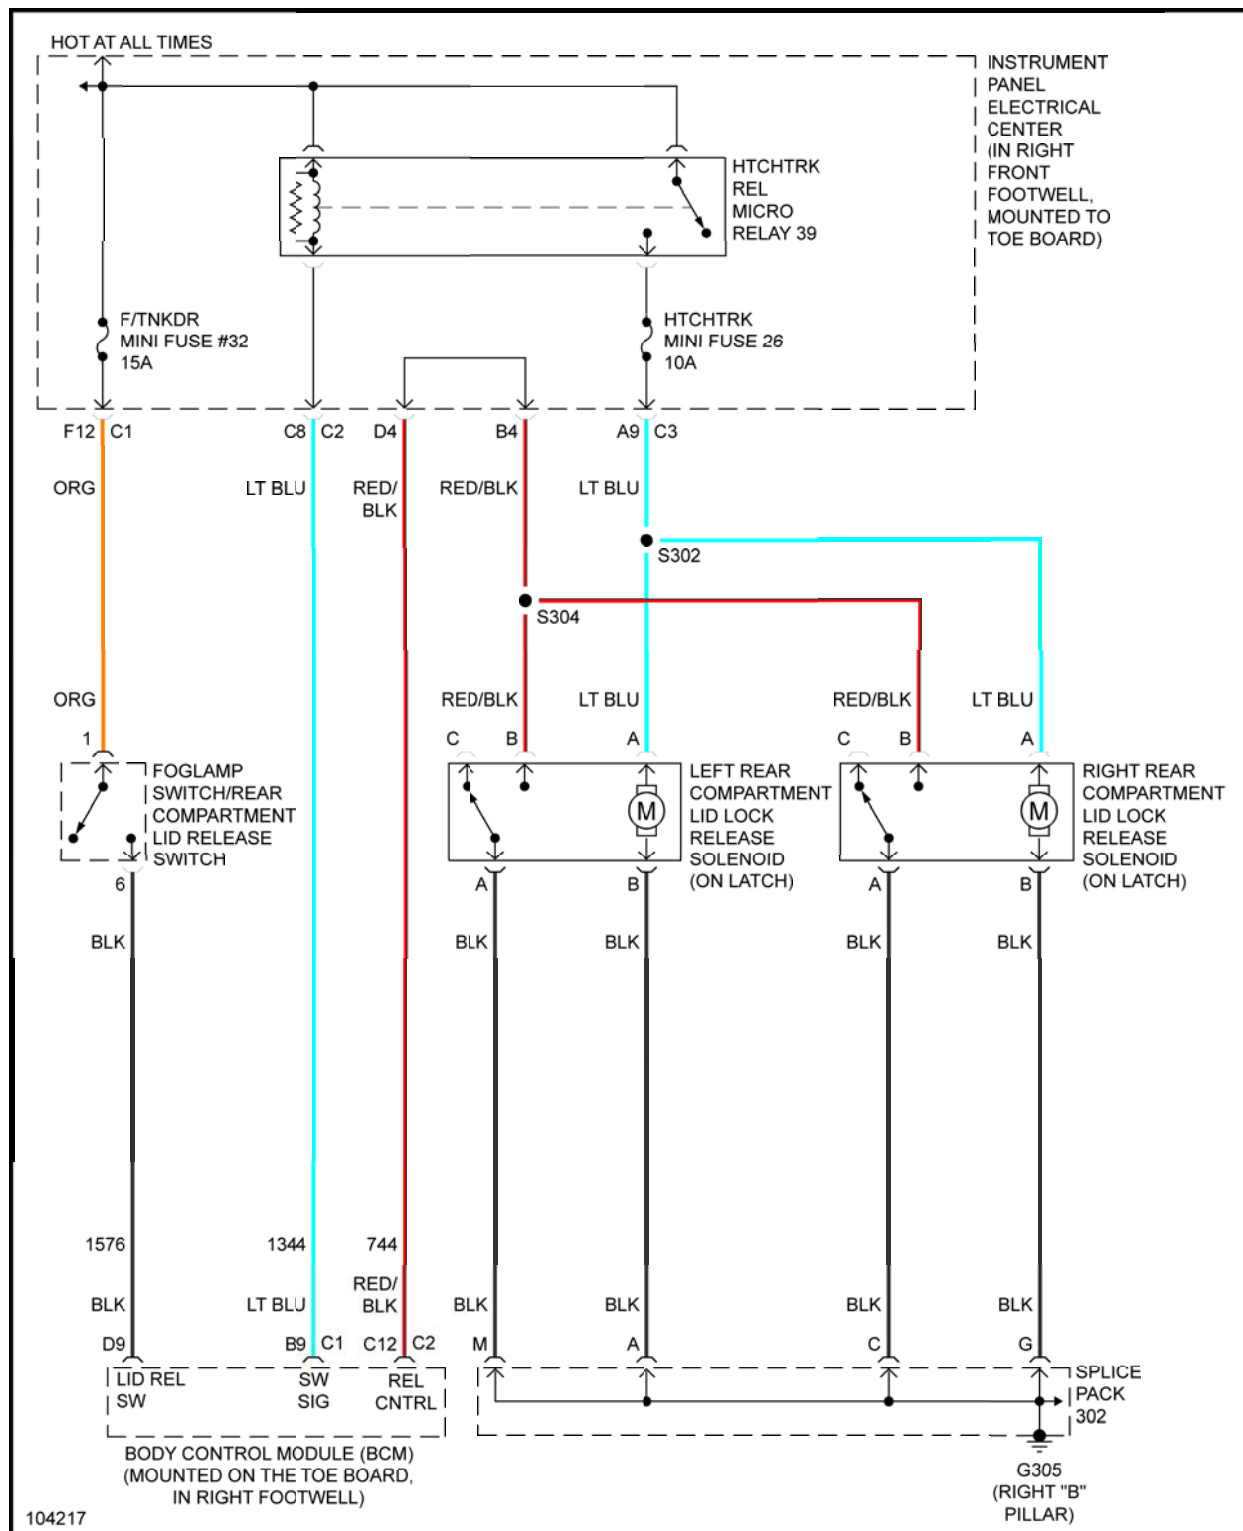 HOT AT ALL TIMES
INSTRUMENT
PANEL
ELECTRICAL
CENTER
(IN RIGHT
FRONT
FOOTWELL,
MOUNTED TO
TOE BOARD)
HTCHTRK
REL
MICRO
RELAY 39
F/TNKDR
MINI FUSE #32
15A
HTCHTRK
MINI FUSE 26
10A
F12 C1
C8 C2
D4
B4
A9 C3
ORG
LT BLU
RED/
BLK
RED/BLK
LT BLU
S302
S304
ORG
RED/BLK
LT BLU
RED/BLK
LT BLU
1
C
B
A
C
B
A
FOGLAMP
SWITCH/REAR
COMPARTMENT
LID RELEASE
SWITCH
M
LEFT REAR
COMPARTMENT
LID LOCK
RELEASE
SOLENOID
(ON LATCH)
M
RIGHT REAR
COMPARTMENT
LID LOCK
RELEASE
SOLENOID
(ON LATCH)
6
A
B
A
B
BLK
BLK
BLK
BLK
BLK
1576
1344
744
BLK
LT BLU
RED/
BLK
BLK
BLK
BLK
BLK
D9
B9 C1
C12 C2
M
A
C
G
LID REL
SW
SW
SIG
REL
CNTRL
SPLICE
PACK
302
BODY CONTROL MODULE (BCM)
(MOUNTED ON THE TOE BOARD,
IN RIGHT FOOTWELL)
G305
(RIGHT "B"
PILLAR)
104217